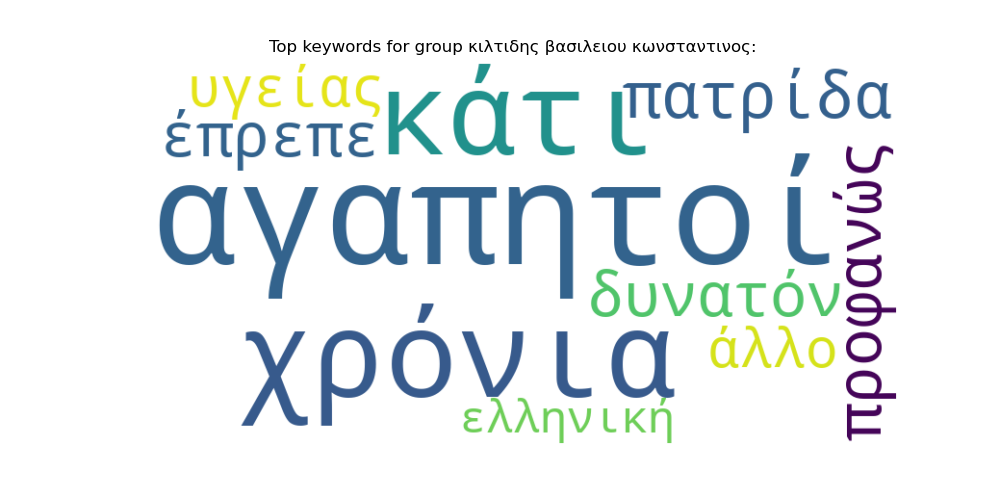 Top keywords for group κιλτιδης βασιλειου κωνσταντινος:
υγείας
κάτι
πατρίδα
έπρεπε
αγαπητοί
προφανώς
δυνατόν
χρόνια
άλλο
ελληνική